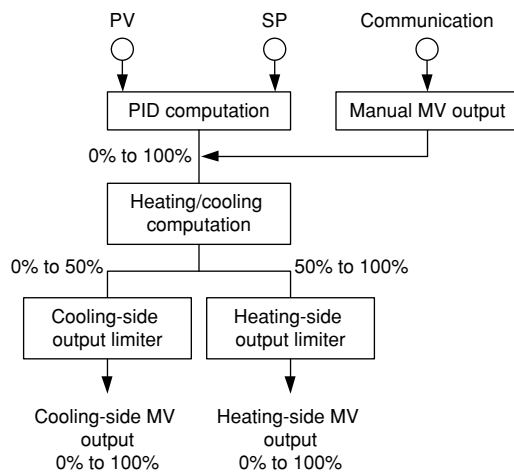 PV
SP
Communication
PID computation
Manual MV output
0% to 100%
Heating/cooling
computation
0% to 50%
50% to 100%
Cooling-side
output limiter
Heating-side
output limiter
Cooling-side MV
output
0% to 100%
Heating-side MV
output
0% to 100%